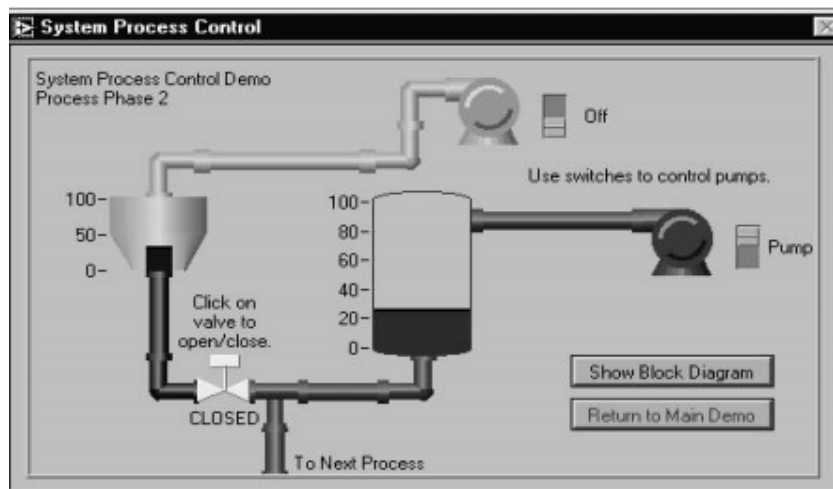 System Process Control
System Process Control Demo
Process Phase 2
Off
Use switches to control pumps.
100
50
0
100
80
60
40
20
0
Pump
Click on
valve to
open/close.
CLOSED
Show Block Diagram
Return to Main Demo
To Next Process